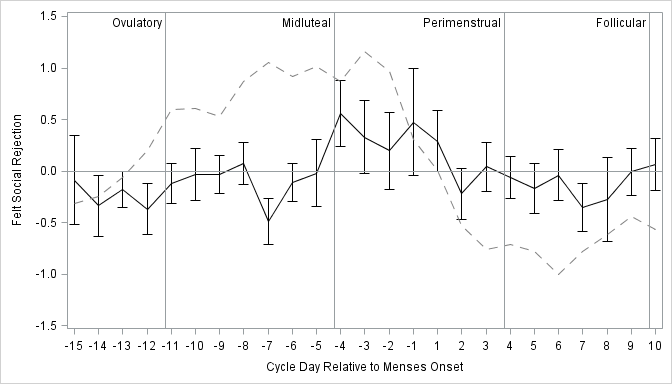 Ovulatory Midluteal Perimenstrual Follicular
1.5
1.0
0.5
0.0
-0.5
-1.0
-1.5
Felt Social Rejection
-15 -14 -13 -12 -11 -10 -9 -8 -7 -6 -5 -4 -3 -2 -1 1 2 3 4 5 6 7 8 9 10
Cycle Day Relative to Menses Onset